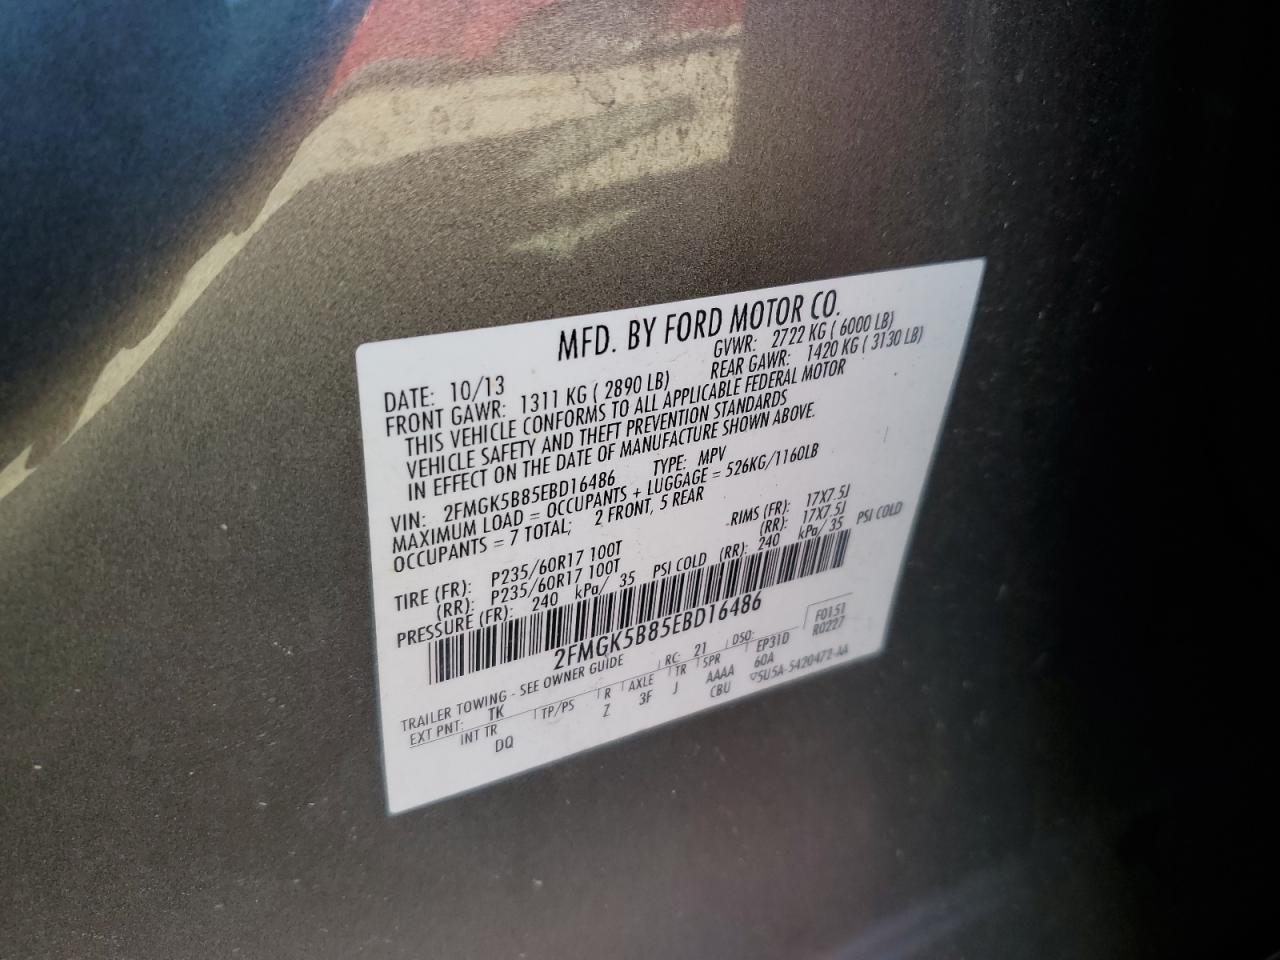 MFD. BY FORD MOTOR CO.
DATE: 10/13 GVWR: 2722 KG ( 6000 LB)
FRONT GAWR: 1311 KG ( 2890 LB) REAR GAWR: 1420 KG ( 3130 LB)
THIS VEHICLE CONFORMS TO ALL APPLICABLE FEDERAL MOTOR
VEHICLE SAFETY AND THEFT PREVENTION STANDARDS
IN EFFECT ON THE DATE OF MANUFACTURE SHOWN ABOVE.
VIN: 2FMGK5B85EBD16486 TYPE: MPV
MAXIMUM LOAD = OCCUPANTS + LUGGAGE = 526KG/1160LB
OCCUPANTS = 7 TOTAL; 2 FRONT, 5 REAR
TIRE (FR): P235/60R17 100T RIMS (FR): 17X7.5J
(RR): P235/60R17 100T (RR): 17X7.5J
PRESSURE (FR): 240 kPa/ 35 PSI COLD (RR): 240 kPa/ 35 PSI COLD
2FMGK5B85EBD16486
TRAILER TOWING - SEE OWNER GUIDE RC: 21 DSO: F0151
EXT PNT: TK EP31D R0227
INT TR TP/PS R AXLE TR SPR 60A
DQ Z 3F J AAAA 5U5A-5420472-AA
CBU